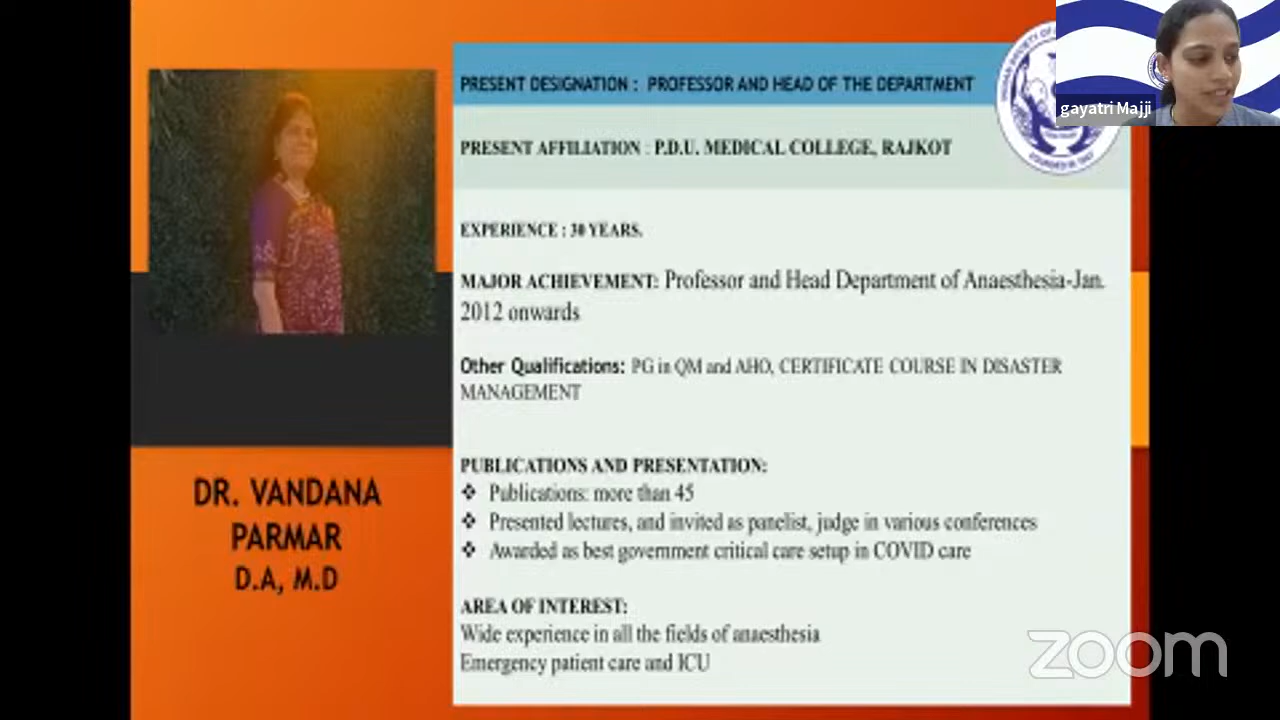 PRESENT DESIGNATION : PROFESSOR AND HEAD OF THE DEPARTMENT
gayatri Majji
PRESENT AFFILIATION : P.D.U. MEDICAL COLLEGE, RAJKOT
EXPERIENCE : 30 YEARS.
MAJOR ACHIEVEMENT: Professor and Head Department of Anaesthesia-Jan.
2012 onwards
Other Qualifications: PG in QM and AHO, CERTIFICATE COURSE IN DISASTER
MANAGEMENT
DR. VANDANA
PARMAR
D.A, M.D
PUBLICATIONS AND PRESENTATION:
❖ Publications: more than 45
❖ Presented lectures, and invited as panelist, judge in various conferences
❖ Awarded as best government critical care setup in COVID care
AREA OF INTEREST:
Wide experience in all the fields of anaesthesia
Emergency patient care and ICU
zoom